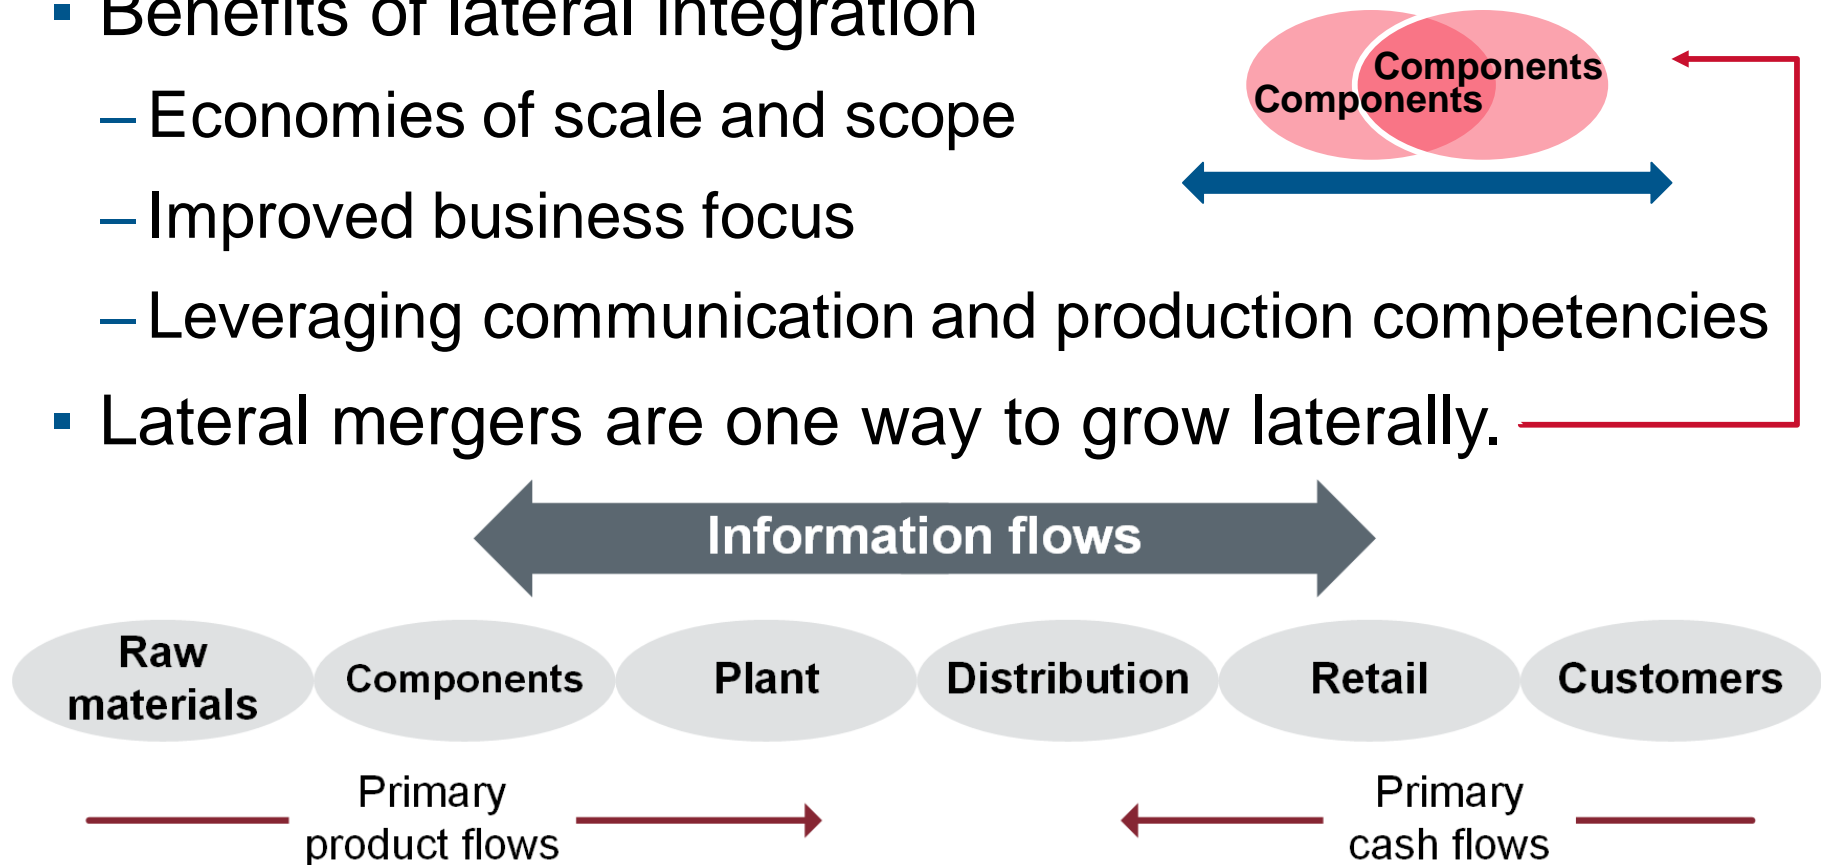 ▪ Benefits of lateral integration
– Economies of scale and scope
– Improved business focus
– Leveraging communication and production competencies
▪ Lateral mergers are one way to grow laterally.
Components
Components
Information flows
Raw
materials
Components
Plant
Distribution
Retail
Customers
Primary
product flows
Primary
cash flows